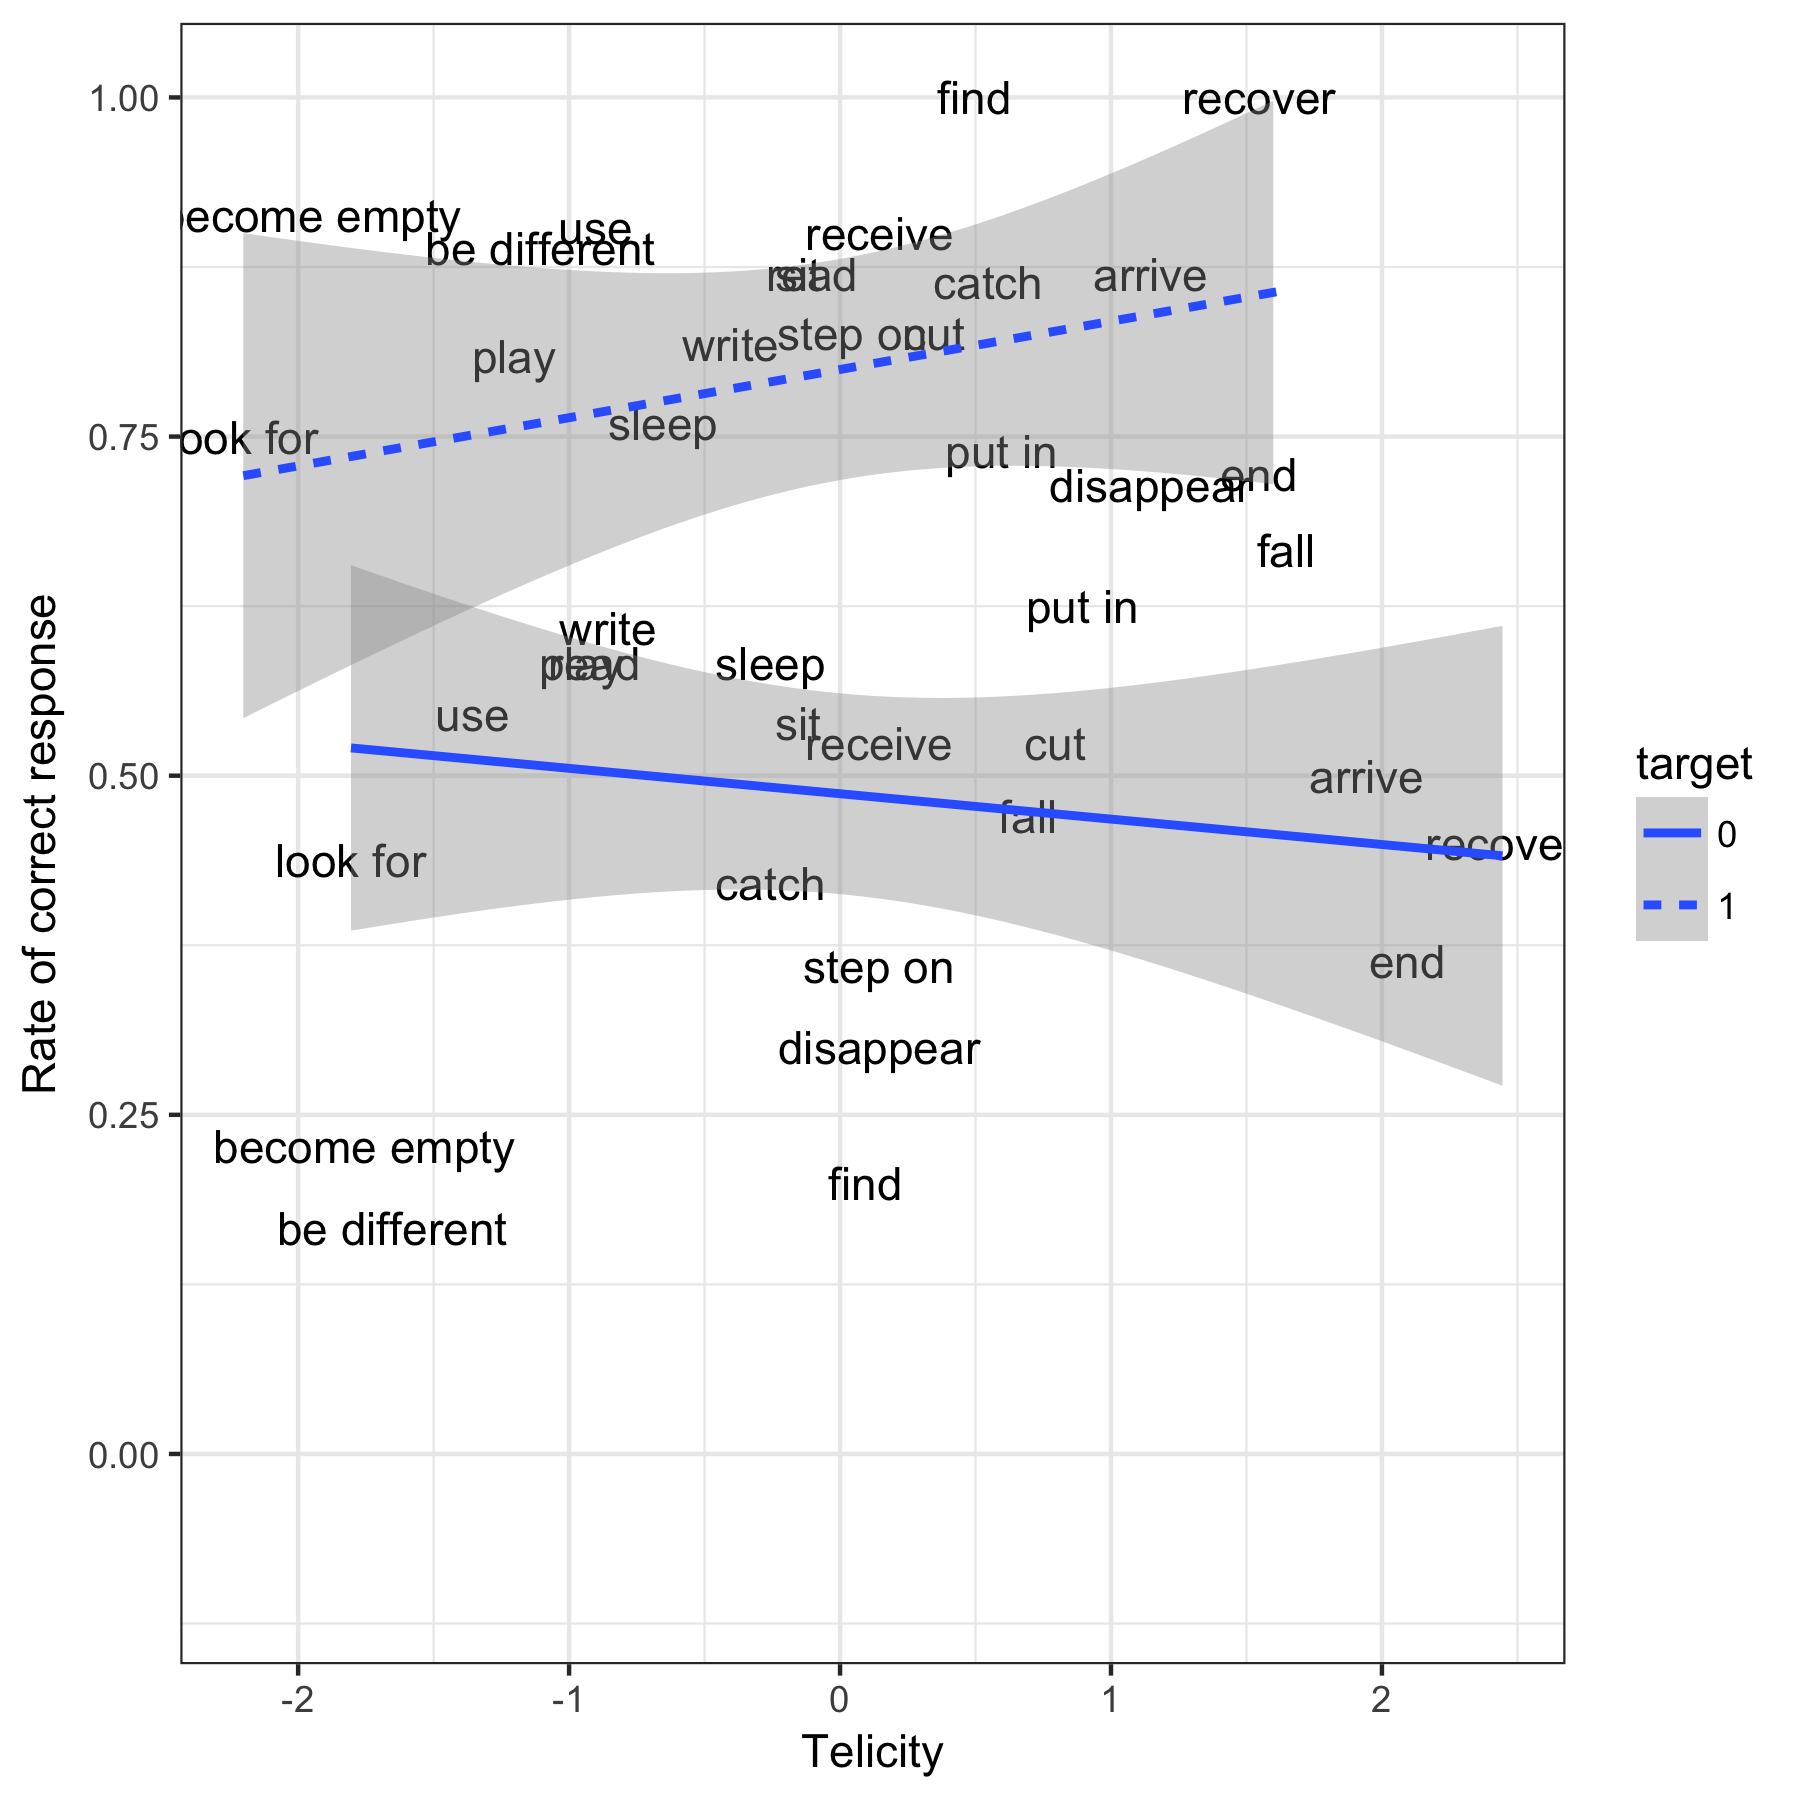 1.00
0.75
0.50
0.25
0.00
Rate of correct response
find
recover
ecome empty
use
be different
receive
read
sit
catch
arrive
step on
cut
write
play
sleep
ook for
put in
end
disappear
fall
put in
write
play
read
sleep
use
sit
receive
cut
arrive
fall
recove
look for
catch
step on
end
disappear
become empty
find
be different
-2
-1
0
1
2
Telicity
target
0
1